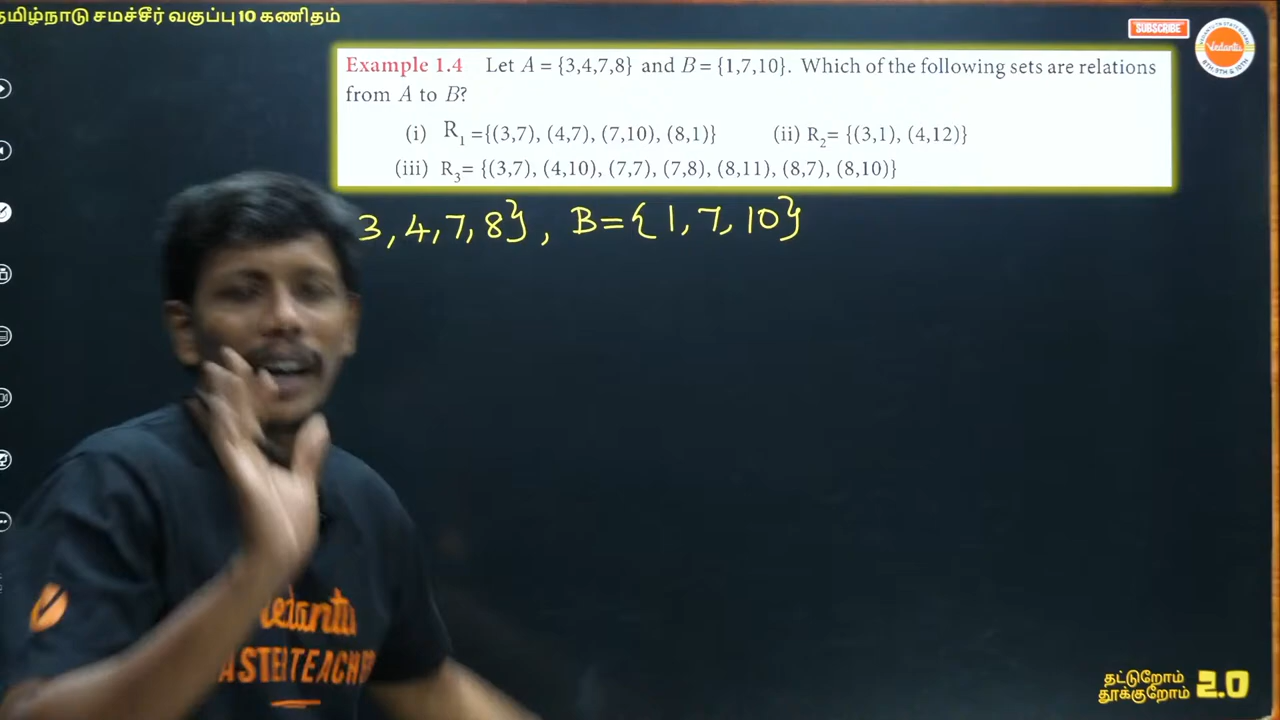 தமிழ்நாடு சமச்சீர் வகுப்பு 10 கணிதம்
SUBSCRIBE
Vedantu
8TH, 9TH & 10TH
Example 1.4 Let A = {3,4,7,8} and B = {1,7,10}. Which of the following sets are relations
from A to B?
(i) R₁ ={(3,7), (4,7), (7,10), (8,1)} (ii) R₂= {(3,1), (4,12)}
(iii) R₃= {(3,7), (4,10), (7,7), (7,8), (8,11), (8,7), (8,10)}
3, 4, 7, 8}, B={1, 7, 10}
தட்டுறோம்
தூக்குறோம் 2.0